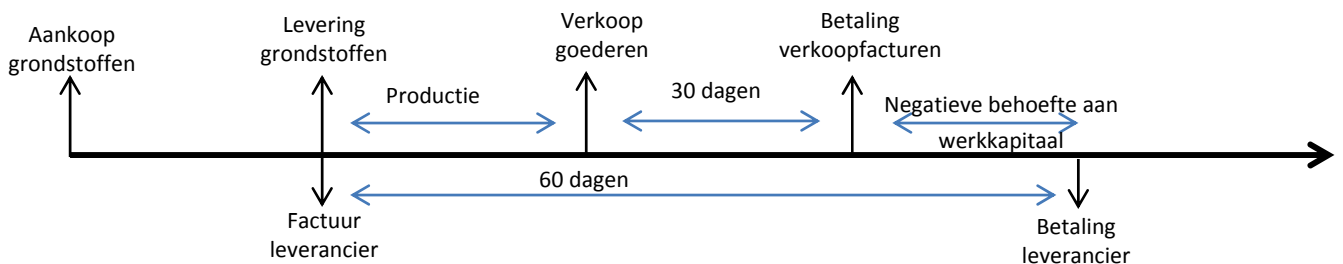 Aankoop
grondstoffen
Levering
grondstoffen
Verkoop
goederen
Betaling
verkoopfacturen
Productie
30 dagen
Negatieve behoefte aan
werkkapitaal
60 dagen
Factuur
leverancier
Betaling
leverancier